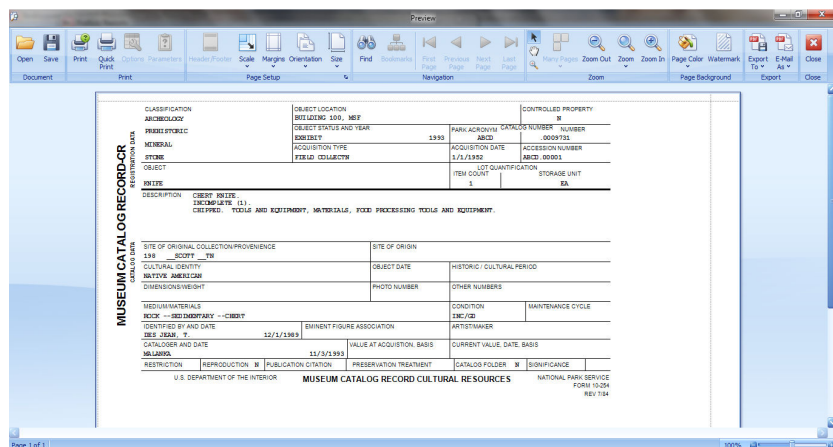 Preview
Open Save Print Quick Print Options Parameters Header/Footer Scale Margins Orientation Size Find Bookmarks First Page Previous Page Next Page Last Page Many Pages Zoom Out Zoom Zoom In Page Color Watermark Export To E-Mail As Close
Document Print Page Setup Navigation Zoom Page Background Export Close
MUSEUM CATALOG RECORD-CR
REGISTRATION DATA
CATALOG DATA
CLASSIFICATION OBJECT LOCATION CONTROLLED PROPERTY
ARCHEOLOGY BUILDING 100, MSF N
PREHISTORIC OBJECT STATUS AND YEAR PARK ACRONYM CATALOG NUMBER NUMBER
EXHIBIT 1993 ABCD .0009731
MINERAL ACQUISITION TYPE ACQUISITION DATE ACCESSION NUMBER
STONE FIELD COLLECTN 1/1/1952 ABCD.00001
OBJECT LOT QUANTIFICATION
ITEM COUNT STORAGE UNIT
KNIFE 1 EA
DESCRIPTION CHERT KNIFE.
INCOMPLETE (1).
CHIPPED. TOOLS AND EQUIPMENT, MATERIALS, FOOD PROCESSING TOOLS AND EQUIPMENT.
SITE OF ORIGINAL COLLECTION/PROVENIENCE SITE OF ORIGIN
198 __SCOTT __TN
CULTURAL IDENTITY OBJECT DATE HISTORIC / CULTURAL PERIOD
NATIVE AMERICAN
DIMENSIONS/WEIGHT PHOTO NUMBER OTHER NUMBERS
MEDIUM/MATERIALS CONDITION MAINTENANCE CYCLE
ROCK --SEDIMENTARY --CHERT INC/GD
IDENTIFIED BY AND DATE EMINENT FIGURE ASSOCIATION ARTIST/MAKER
DES JEAN, T. 12/1/1989
CATALOGER AND DATE VALUE AT ACQUISTION, BASIS CURRENT VALUE, DATE, BASIS
MALANKA 11/3/1993
RESTRICTION REPRODUCTION N PUBLICATION CITATION PRESERVATION TREATMENT CATALOG FOLDER N SIGNIFICANCE
U.S. DEPARTMENT OF THE INTERIOR MUSEUM CATALOG RECORD CULTURAL RESOURCES NATIONAL PARK SERVICE
FORM 10-254
REV 7/84
Page 1 of 1 100%